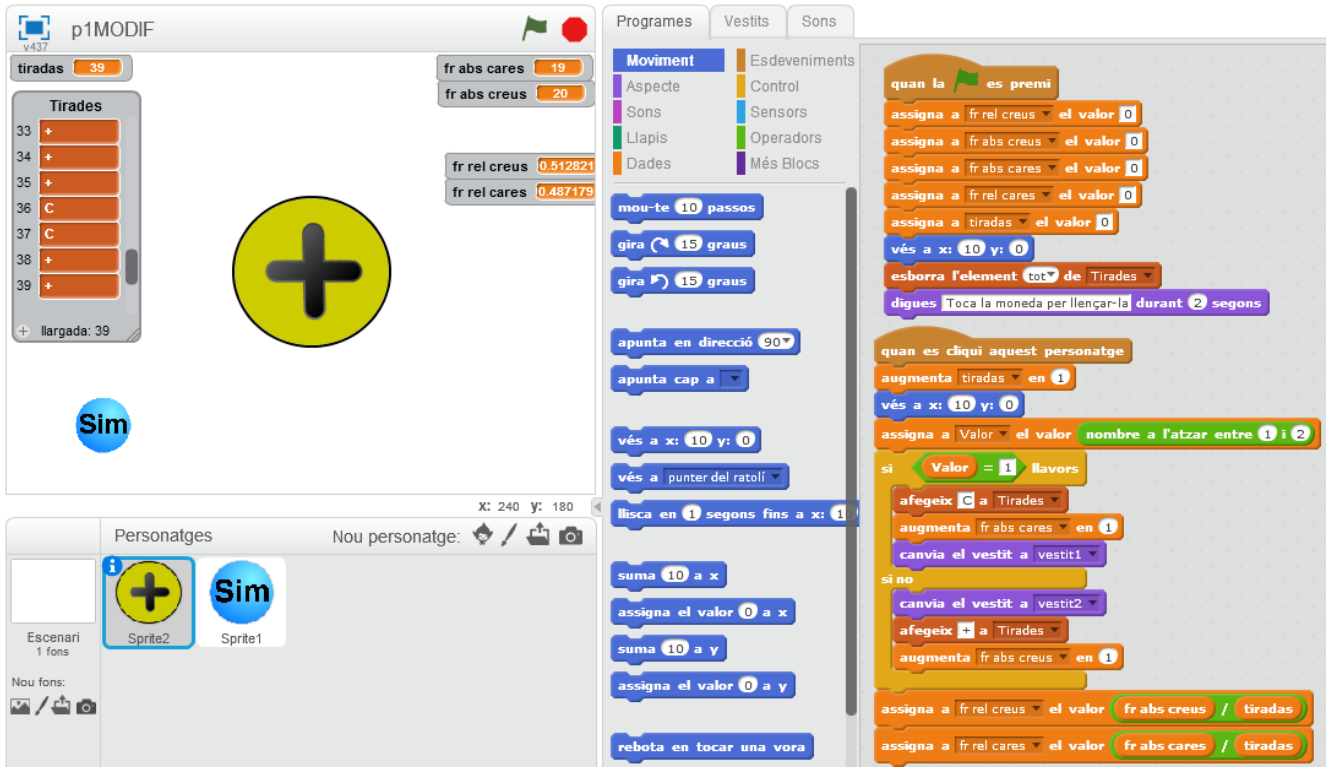 p1MODIF
v437
tiradas 39
Tirades
33 +
34 +
35 +
36 C
37 C
38 +
39 +
+ llargada: 39
fr abs cares 19
fr abs creus 20
fr rel creus 0.512821
fr rel cares 0.487179
Sim
X: 240 y: 180
Personatges
Nou personatge:
Escenari
1 fons
Nou fons:
Sprite2
Sim
Sprite1
Programes
Vestits
Sons
Moviment
Esdeveniments
Aspecte
Control
Sons
Sensors
Llapis
Operadors
Dades
Més Blocs
mou-te 10 passos
gira 15 graus
gira 15 graus
apunta en direcció 90
apunta cap a
vés a x: 10 y: 0
vés a punter del ratolí
llisca en 1 segons fins a x: 10
suma 10 a x
assigna el valor 0 a x
suma 10 a y
assigna el valor 0 a y
rebota en tocar una vora
quan la es premi
assigna a fr rel creus el valor 0
assigna a fr abs creus el valor 0
assigna a fr abs cares el valor 0
assigna a fr rel cares el valor 0
assigna a tiradas el valor 0
vés a x: 10 y: 0
esborra l'element tot de Tirades
digues Toca la moneda per llençar-la durant 2 segons
quan es cliqui aquest personatge
augmenta tiradas en 1
vés a x: 10 y: 0
assigna a Valor el valor nombre a l'atzar entre 1 i 2
si Valor = 1 llavors
afegeix C a Tirades
augmenta fr abs cares en 1
canvia el vestit a vestit1
si no
canvia el vestit a vestit2
afegeix + a Tirades
augmenta fr abs creus en 1
assigna a fr rel creus el valor fr abs creus / tiradas
assigna a fr rel cares el valor fr abs cares / tiradas